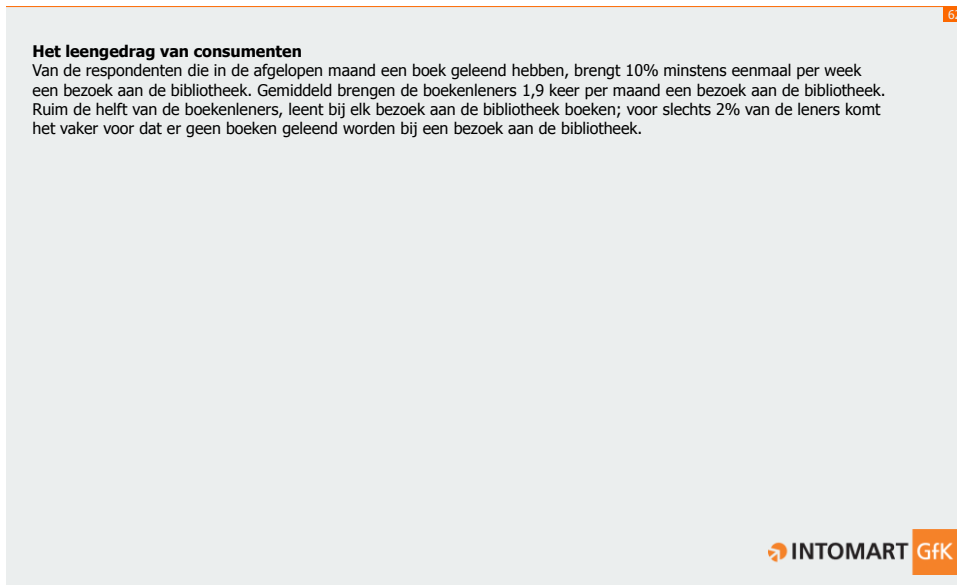 62
Het leengedrag van consumenten
Van de respondenten die in de afgelopen maand een boek geleend hebben, brengt 10% minstens eenmaal per week
een bezoek aan de bibliotheek. Gemiddeld brengen de boekenleners 1,9 keer per maand een bezoek aan de bibliotheek.
Ruim de helft van de boekenleners, leent bij elk bezoek aan de bibliotheek boeken; voor slechts 2% van de leners komt
het vaker voor dat er geen boeken geleend worden bij een bezoek aan de bibliotheek.
INTOMART GfK